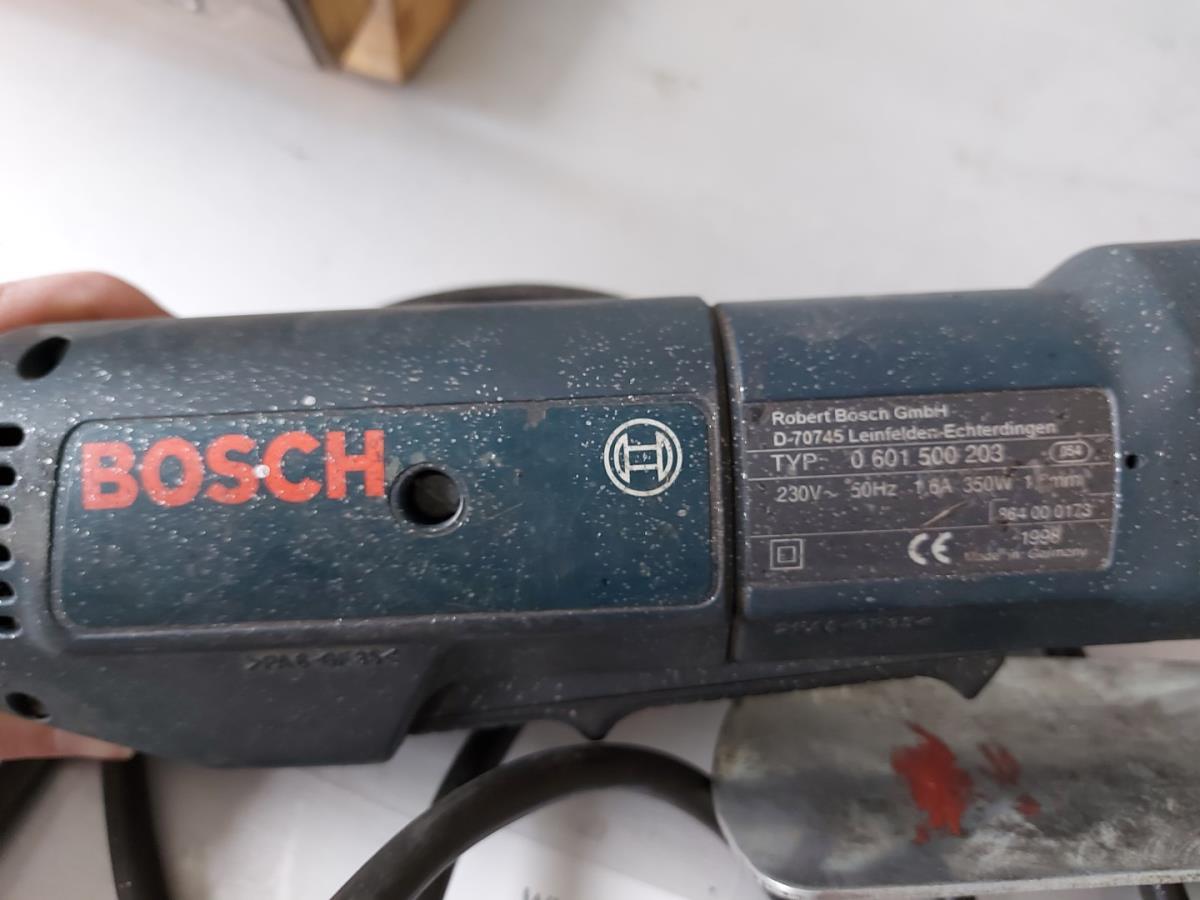 BOSCH
Robert Bosch GmbH
D-70745 Leinfelden-Echterdingen
TYP 0 601 500 203
230V~ 50Hz 1,6A 350W
864 00 0173
1998
CE Made in Germany
>PA6-GF35<